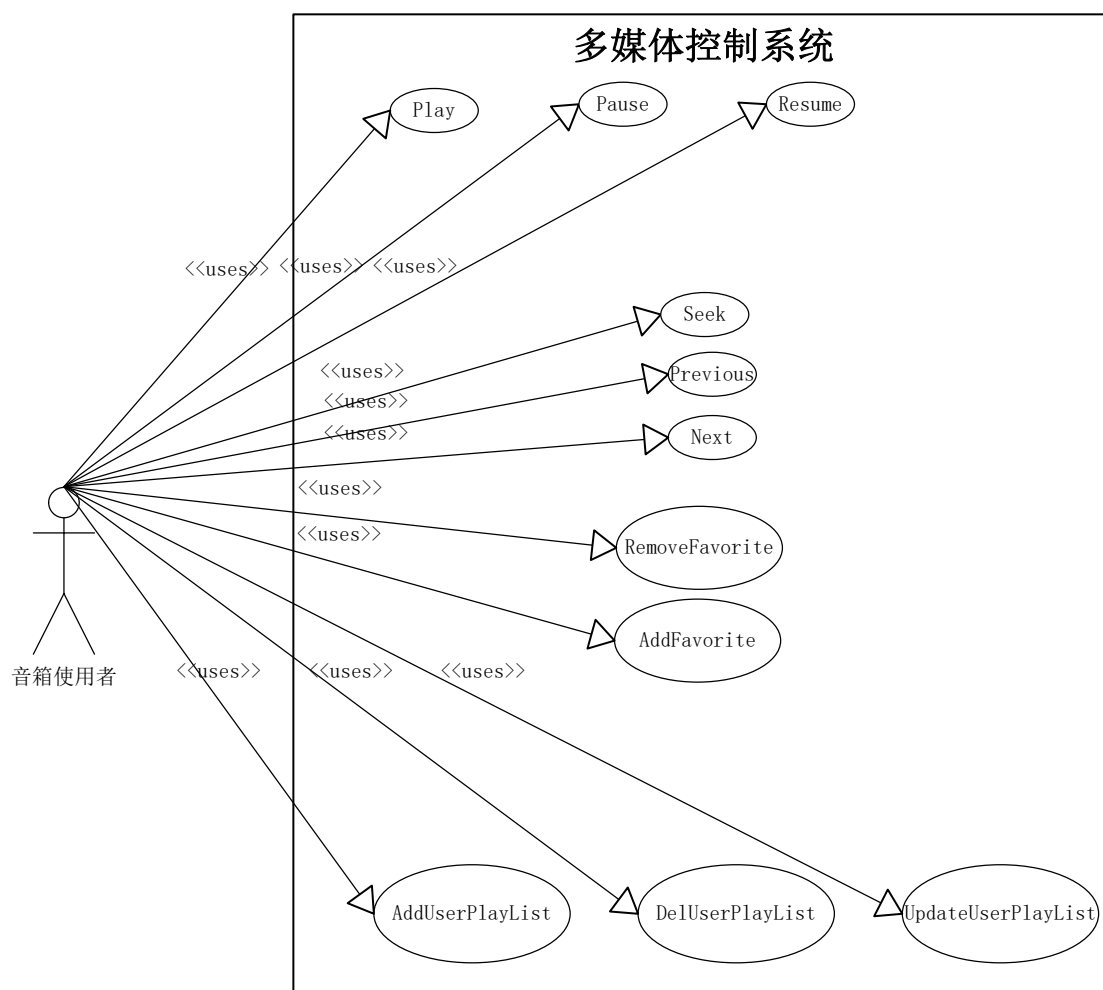 多媒体控制系统
Play
Pause
Resume
<<uses>>
<<uses>>
<<uses>>
Seek
<<uses>>
Previous
<<uses>>
Next
<<uses>>
<<uses>>
RemoveFavorite
<<uses>>
AddFavorite
音箱使用者
<<uses>>
<<uses>>
<<uses>>
AddUserPlayList
DelUserPlayList
UpdateUserPlayList